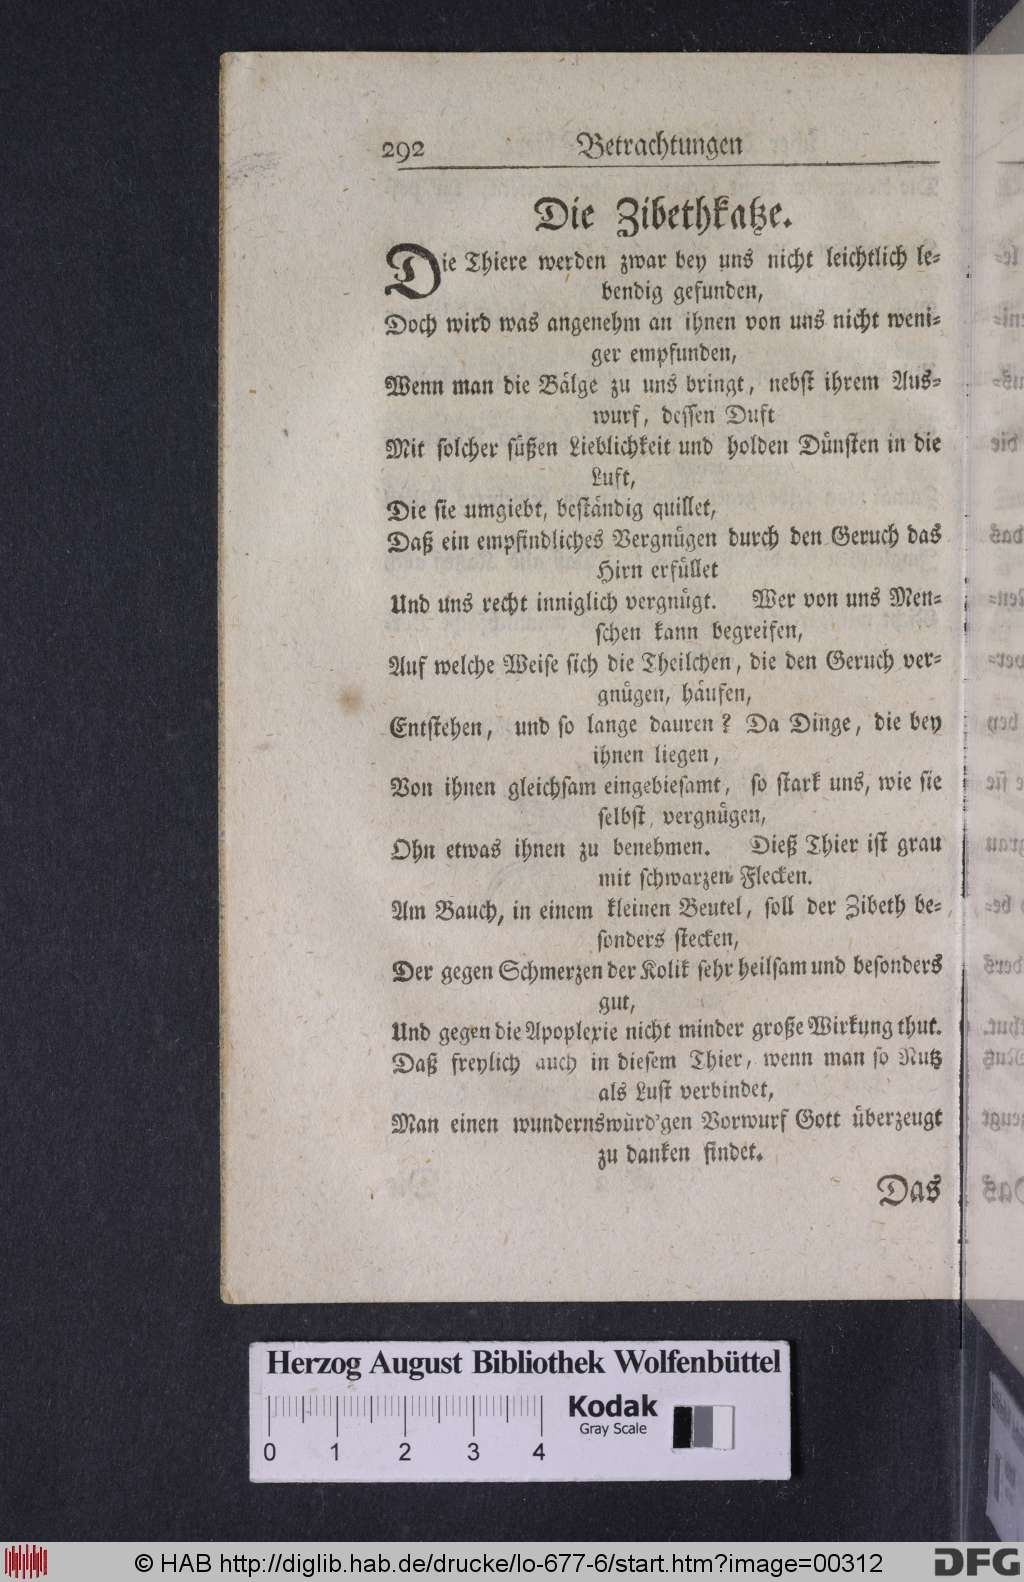 292 Betrachtungen
Die Zibethkatze.
Die Thiere werden zwar bey uns nicht leichtlich le-
bendig gefunden,
Doch wird was angenehm an ihnen von uns nicht weni-
ger empfunden,
Wenn man die Bälge zu uns bringt, nebst ihrem Aus-
wurf, dessen Duft
Mit solcher süßen Lieblichkeit und holden Dünsten in die
Luft,
Die sie umgiebt, beständig quillet,
Daß ein empfindliches Vergnügen durch den Geruch das
Hirn erfüllet
Und uns recht inniglich vergnügt. Wer von uns Men-
schen kann begreifen,
Auf welche Weise sich die Theilchen, die den Geruch ver-
gnügen, häufen,
Entstehen, und so lange dauren? Da Dinge, die bey
ihnen liegen,
Von ihnen gleichsam eingebiesamt, so stark uns, wie sie
selbst, vergnügen,
Ohn etwas ihnen zu benehmen. Dieß Thier ist grau
mit schwarzen Flecken.
Am Bauch, in einem kleinen Beutel, soll der Zibeth be-
sonders stecken,
Der gegen Schmerzen der Kolik sehr heilsam und besonders
gut,
Und gegen die Apoplexie nicht minder große Wirkung thut.
Daß freylich auch in diesem Thier, wenn man so Nutz
als Lust verbindet,
Man einen wundernswürd'gen Vorwurf Gott überzeugt
zu danken findet.
Das
Herzog August Bibliothek Wolfenbüttel
Kodak
Gray Scale
0 1 2 3 4
© HAB http://diglib.hab.de/drucke/lo-677-6/start.htm?image=00312
DFG